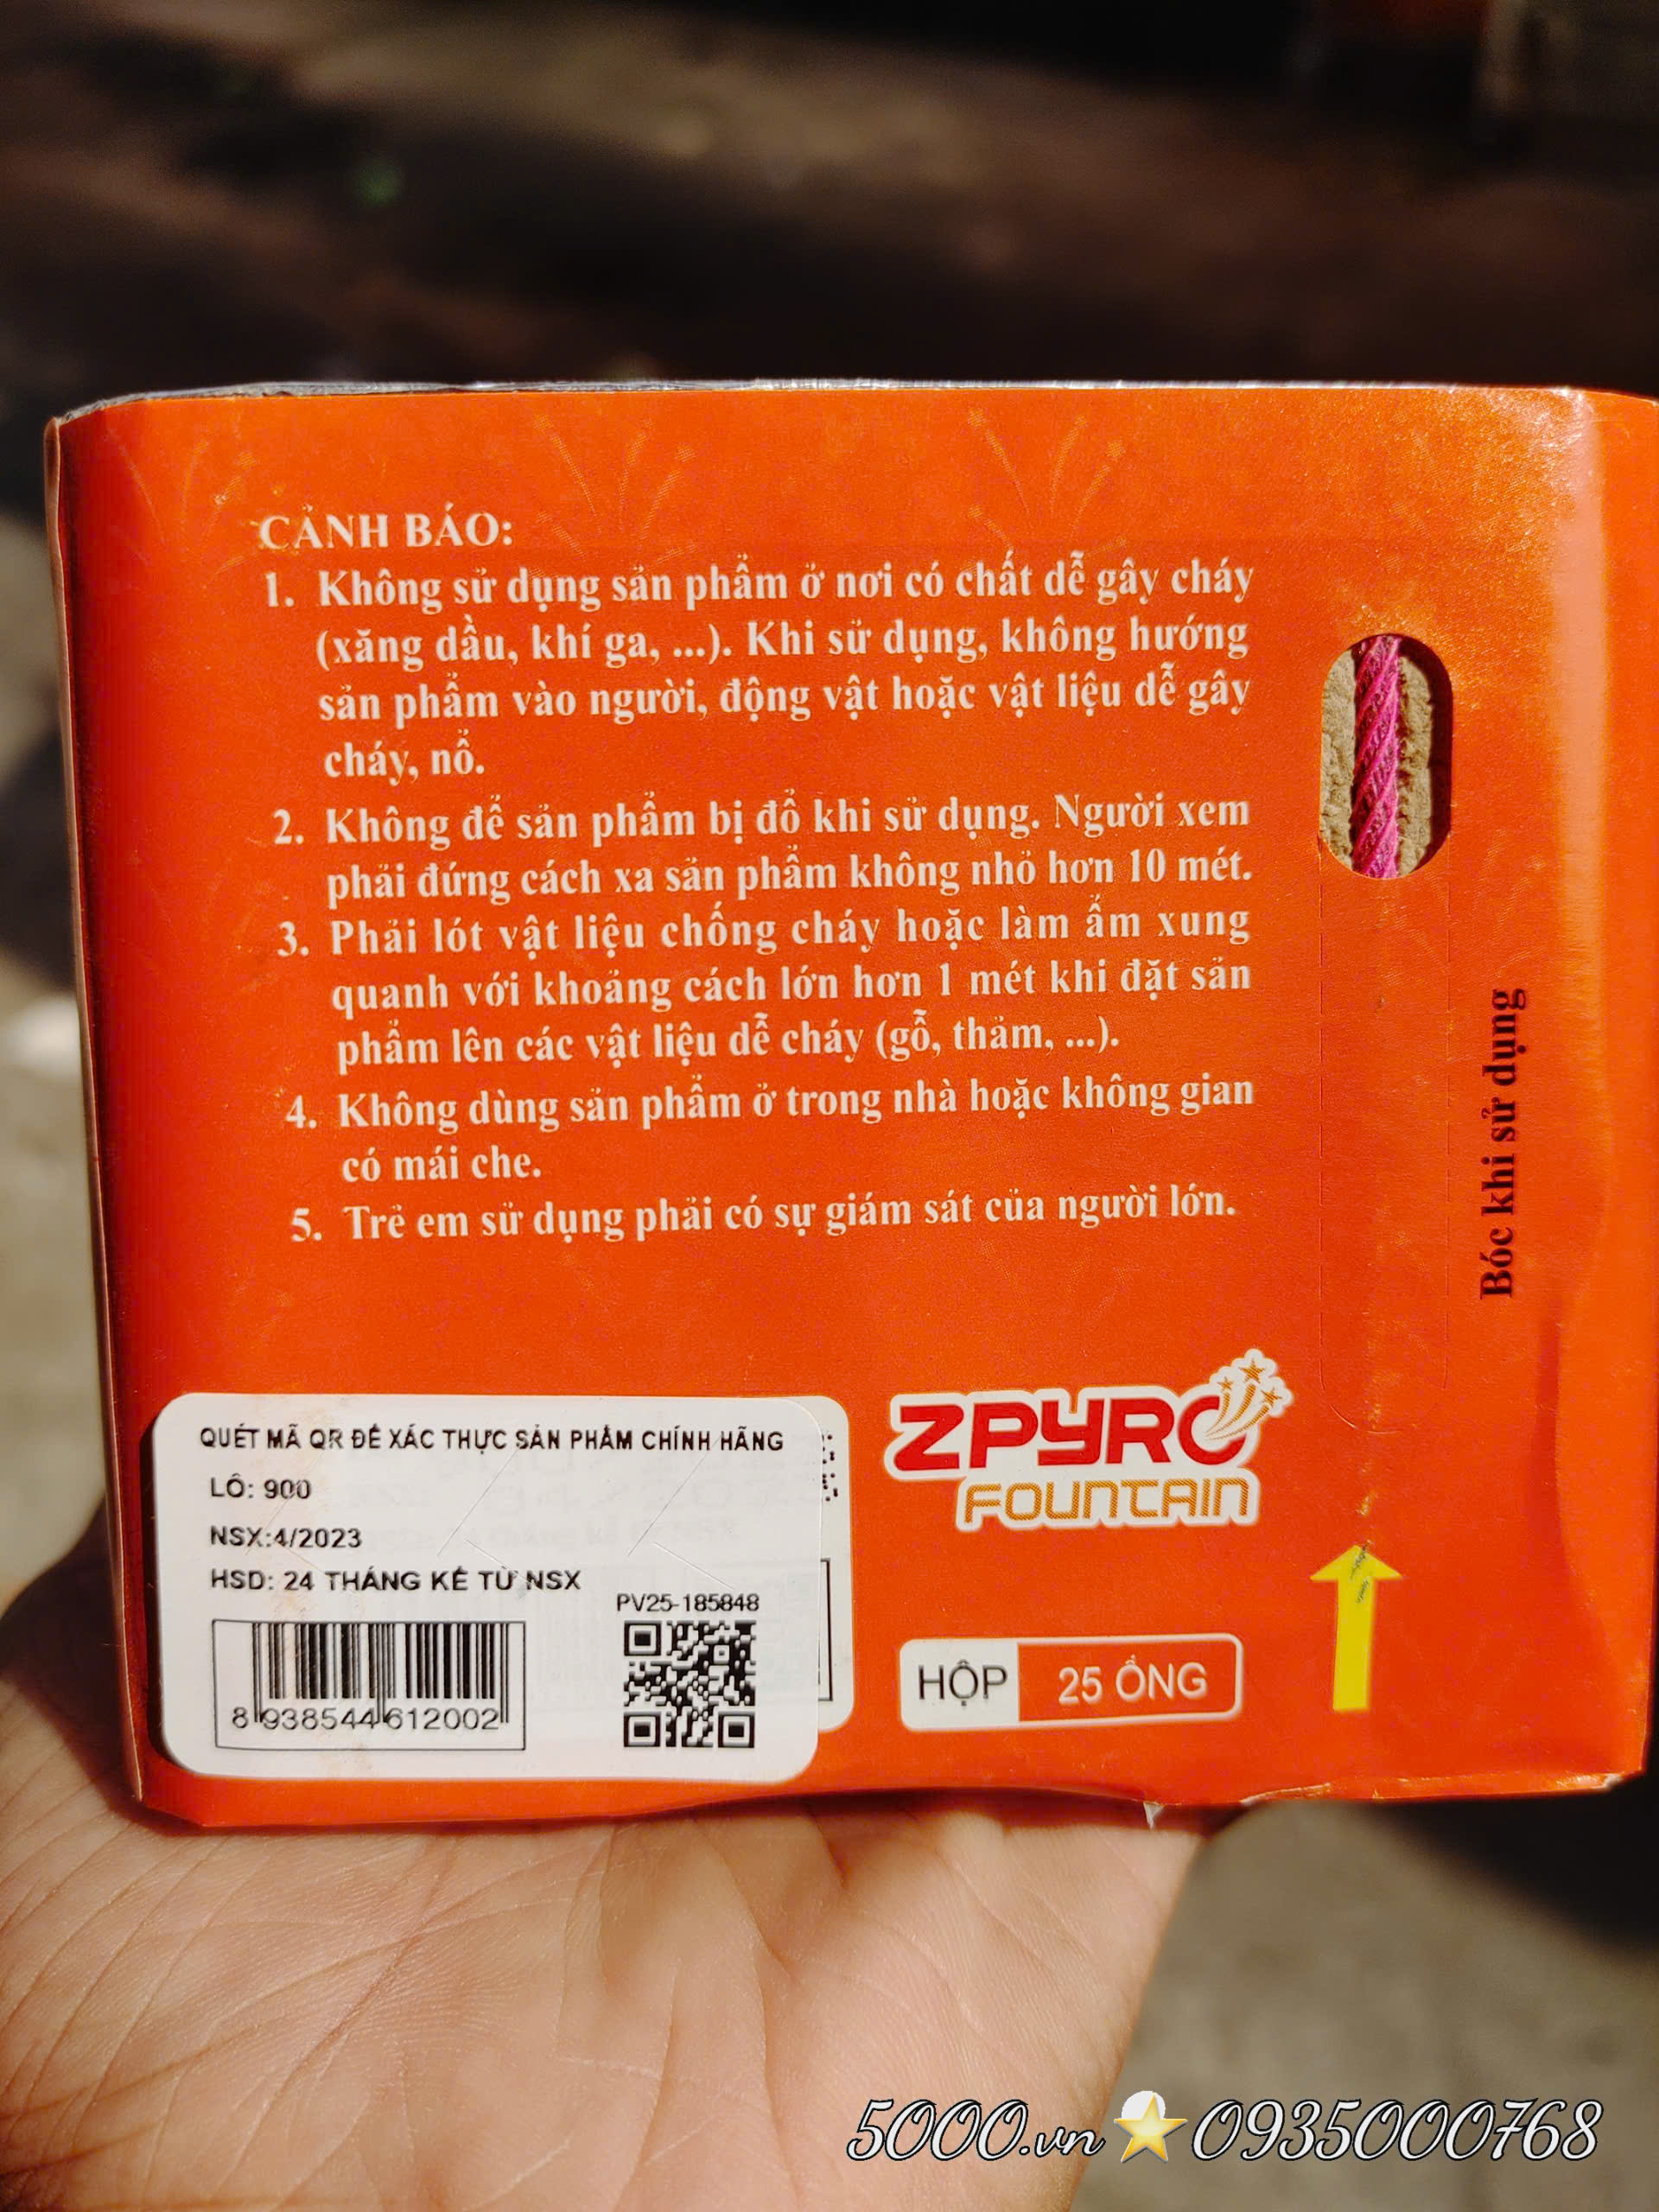 CẢNH BÁO:
1. Không sử dụng sản phẩm ở nơi có chất dễ gây cháy
(xăng dầu, khí ga, ...). Khi sử dụng, không hướng
sản phẩm vào người, động vật hoặc vật liệu dễ gây
cháy, nổ.
2. Không để sản phẩm bị đổ khi sử dụng. Người xem
phải đứng cách xa sản phẩm không nhỏ hơn 10 mét.
3. Phải lót vật liệu chống cháy hoặc làm ẩm xung
quanh với khoảng cách lớn hơn 1 mét khi đặt sản
phẩm lên các vật liệu dễ cháy (gỗ, thảm, ...).
4. Không dùng sản phẩm ở trong nhà hoặc không gian
có mái che.
5. Trẻ em sử dụng phải có sự giám sát của người lớn.
Bóc khi sử dụng
QUÉT MÃ QR ĐỂ XÁC THỰC SẢN PHẨM CHÍNH HÃNG
LÔ: 900
NSX:4/2023
HSD: 24 THÁNG KỂ TỪ NSX
PV25-185848
8 938544 612002
ZPYRO
FOUNTAIN
HỘP 25 ỐNG
5000.vn 0935000768